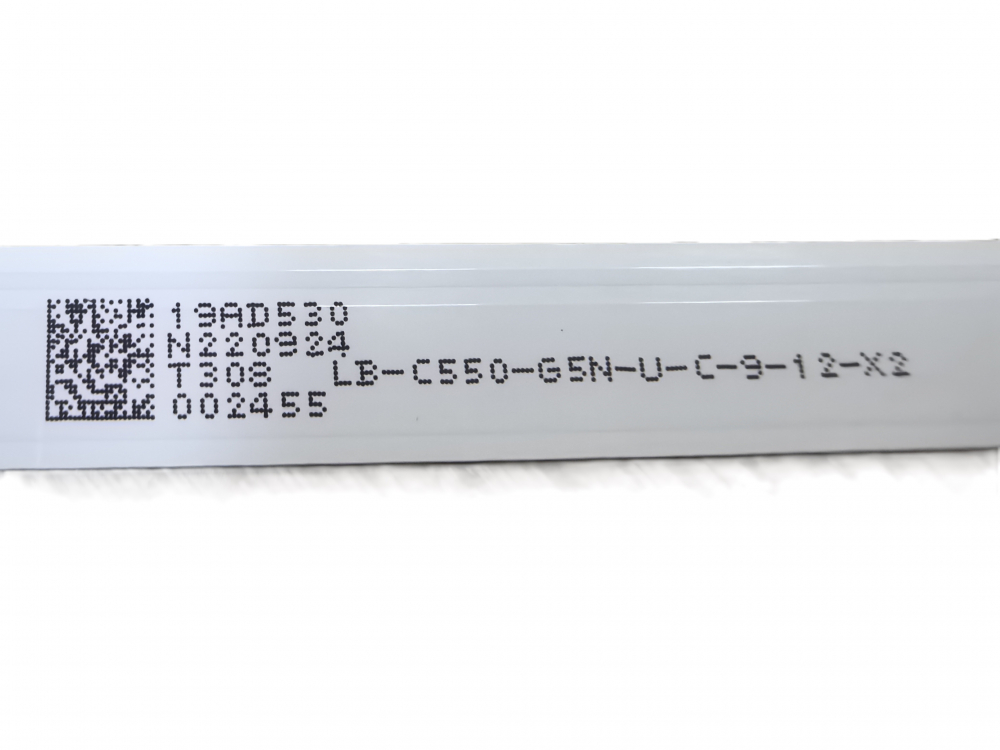 19AD530
N220924
T308
002455
LB-C550-G5N-U-C-9-12-X2